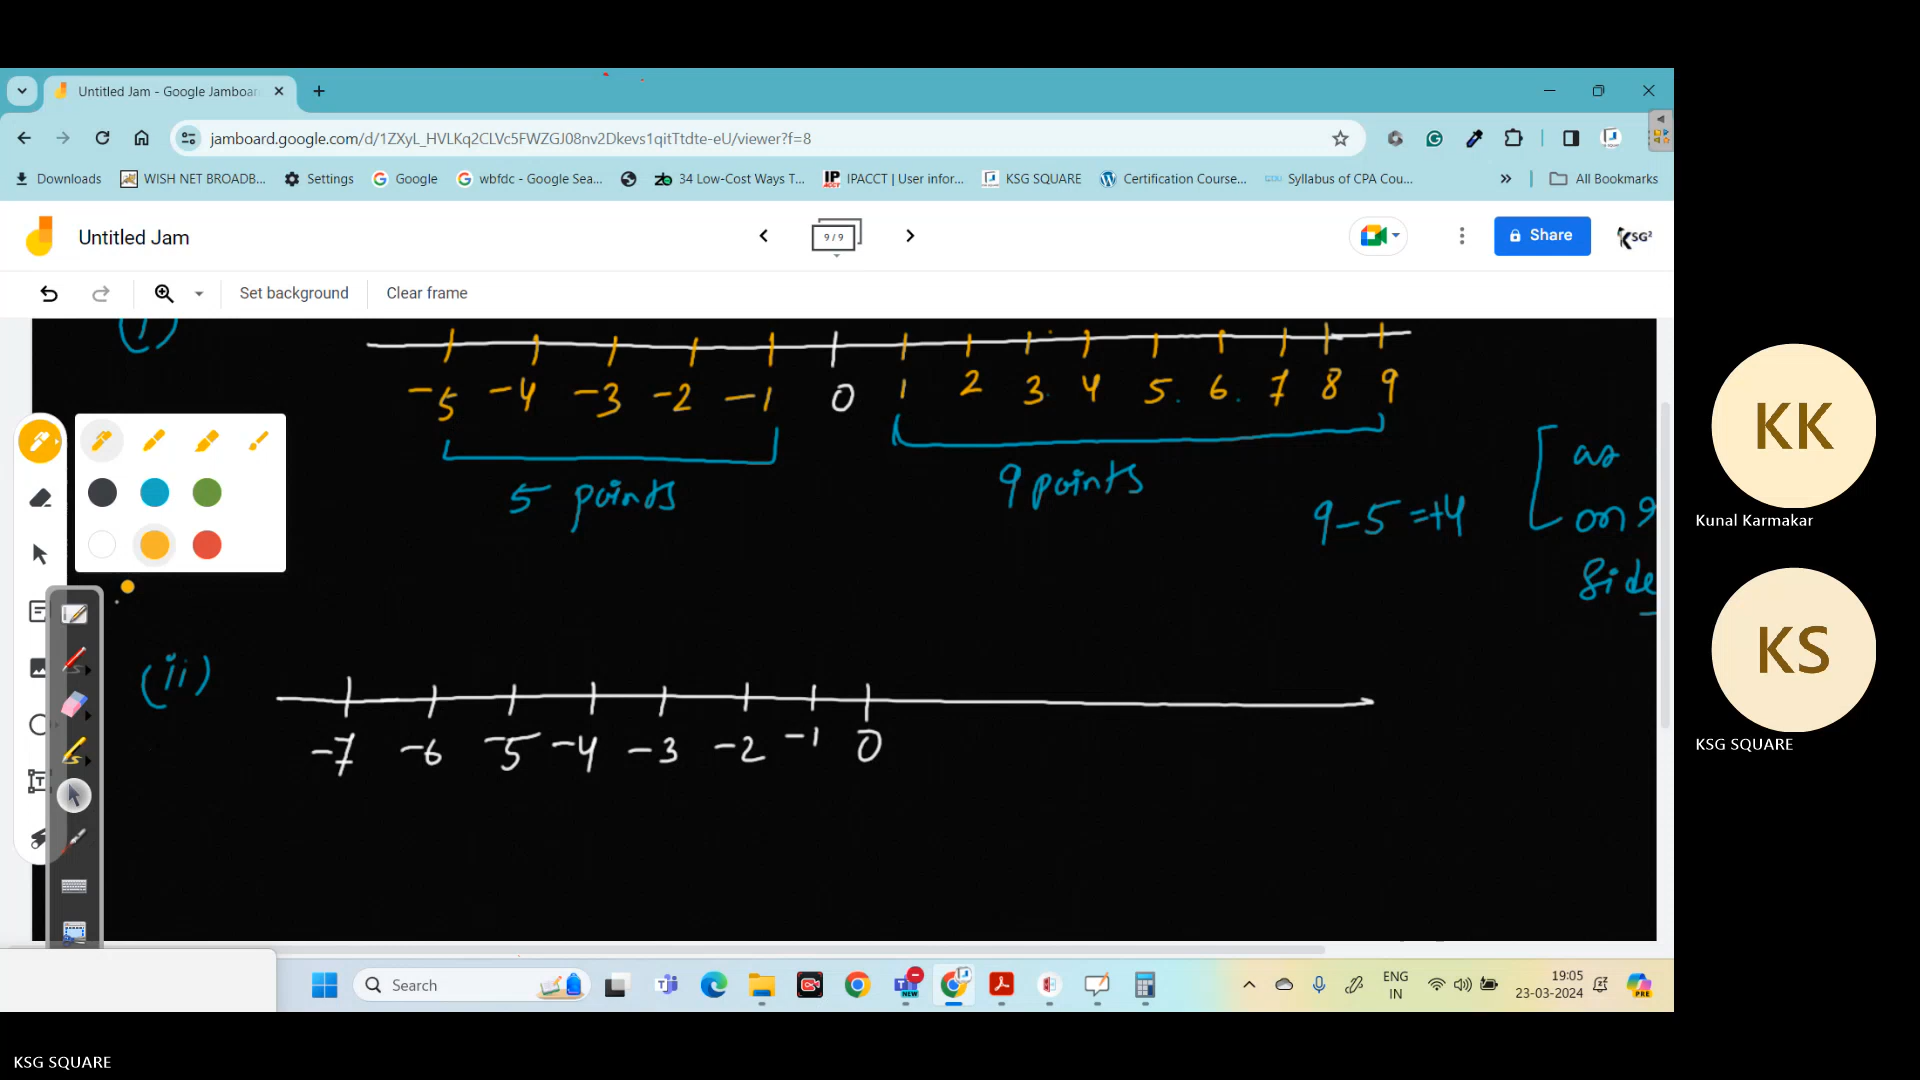 Untitled Jam - Google Jamboar
jamboard.google.com/d/1ZXyL_HVLKq2CLVc5FWZGJ08nv2Dkevs1qitTtdte-eU/viewer?f=8
Downloads WISH NET BROADB... Settings Google wbfdc - Google Sea... 34 Low-Cost Ways T... IPACCT | User infor... KSG SQUARE Certification Course... Syllabus of CPA Cou... » All Bookmarks
Untitled Jam 9 / 9 Share KSG²
Set background Clear frame
(i)
-5 -4 -3 -2 -1 0 1 2 3 4 5 6 7 8 9
5 points 9 points
9 - 5 = +4
as
on
side
(ii)
-7 -6 -5 -4 -3 -2 -1 0
KK
Kunal Karmakar
KS
KSG SQUARE
Search ENG IN 19:05 23-03-2024
KSG SQUARE